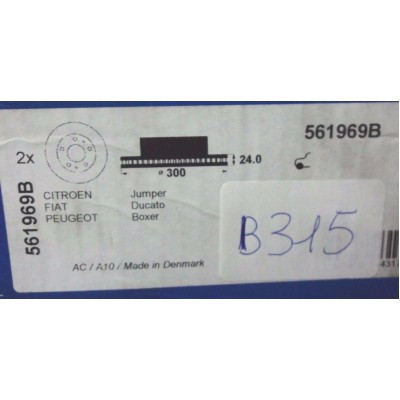 561969B
2x
24.0
ø 300
561969B
CITROEN Jumper
FIAT Ducato
PEUGEOT Boxer
B315
AC / A10 / Made in Denmark